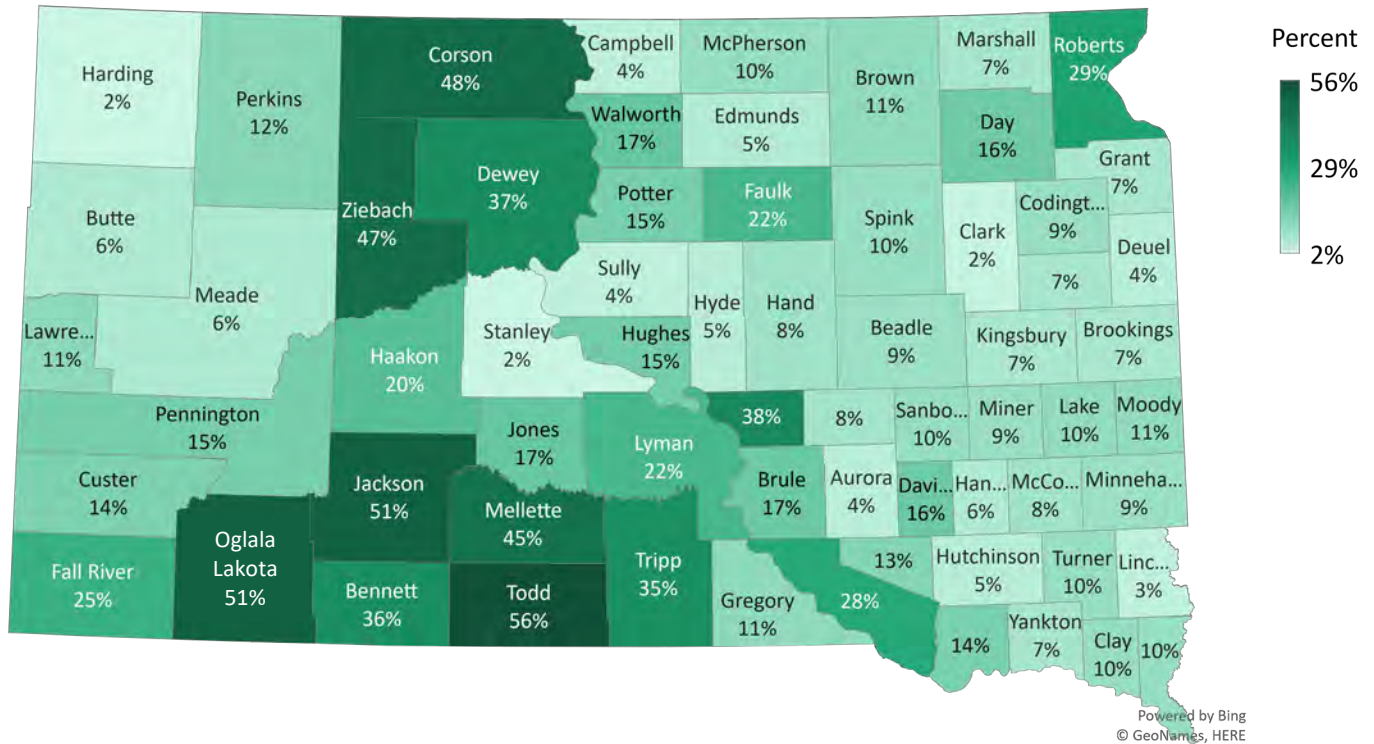 Harding
2%
Perkins
12%
Corson
48%
Campbell
4%
McPherson
10%
Brown
11%
Marshall
7%
Roberts
29%
Percent
56%
29%
2%
Walworth
17%
Edmunds
5%
Day
16%
Grant
7%
Butte
6%
Ziebach
47%
Dewey
37%
Potter
15%
Faulk
22%
Spink
10%
Clark
2%
Codingt...
9%
Deuel
4%
7%
Meade
6%
Sully
4%
Hyde
5%
Hand
8%
Lawre...
11%
Haakon
20%
Stanley
2%
Hughes
15%
Beadle
9%
Kingsbury
7%
Brookings
7%
Pennington
15%
Jones
17%
Lyman
22%
38%
8%
Sanbo...
10%
Miner
9%
Lake
10%
Moody
11%
Custer
14%
Jackson
51%
Mellette
45%
Brule
17%
Aurora
4%
Davi...
16%
Han...
6%
McCo...
8%
Minneha...
9%
Fall River
25%
Oglala
Lakota
51%
Bennett
36%
Todd
56%
Tripp
35%
Gregory
11%
28%
13%
Hutchinson
5%
Turner
10%
Linc...
3%
14%
Yankton
7%
Clay
10%
10%
Powered by Bing
© GeoNames, HERE